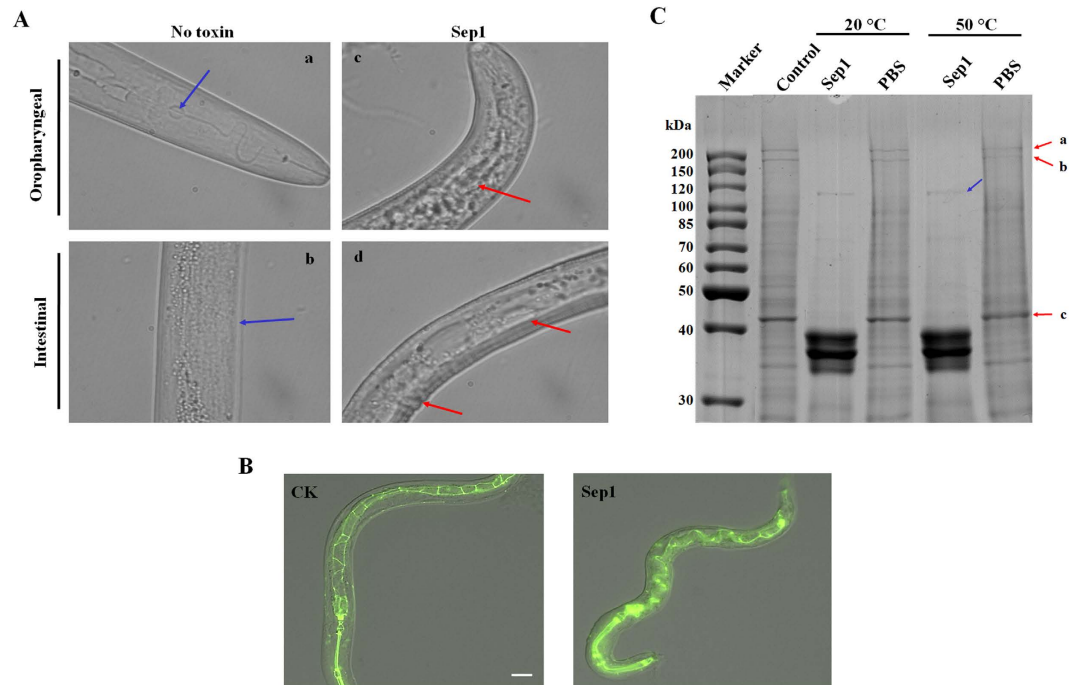 A
No toxin
Sep1
Oropharyngeal
Intestinal
a
c
b
d
C
20 °C
50 °C
Marker
Control
Sep1
PBS
Sep1
PBS
kDa
200
150
120
100
85
70
60
50
40
30
a
b
c
B
CK
Sep1